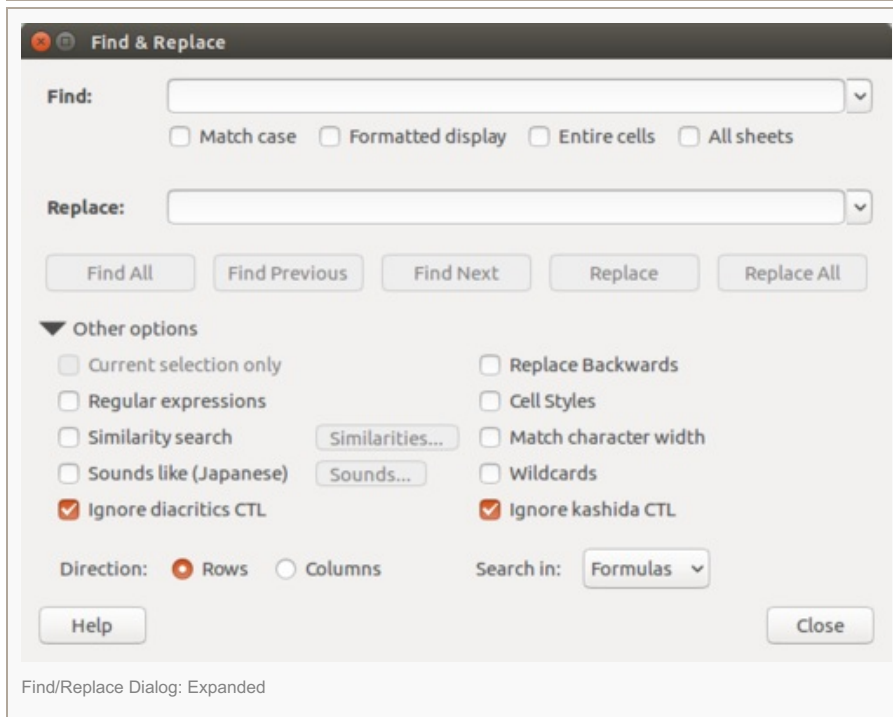 Find & Replace
Find:
Match case Formatted display Entire cells All sheets
Replace:
Find All Find Previous Find Next Replace Replace All
Other options
Current selection only Replace Backwards
Regular expressions Cell Styles
Similarity search Similarities... Match character width
Sounds like (Japanese) Sounds... Wildcards
Ignore diacritics CTL Ignore kashida CTL
Direction: Rows Columns Search in: Formulas
Help Close
Find/Replace Dialog: Expanded